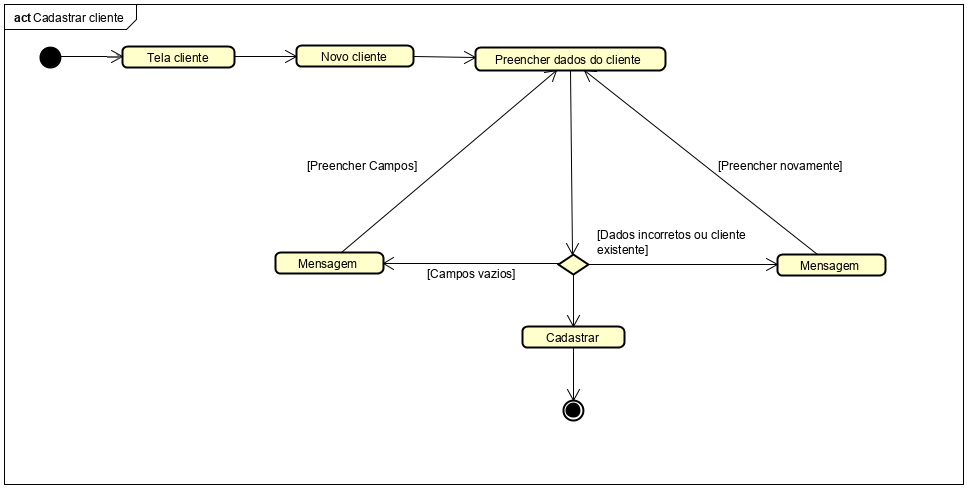 act Cadastrar cliente
Tela cliente
Novo cliente
Preencher dados do cliente
[Preencher Campos]
[Preencher novamente]
[Dados incorretos ou cliente
existente]
Mensagem
[Campos vazios]
Mensagem
Cadastrar